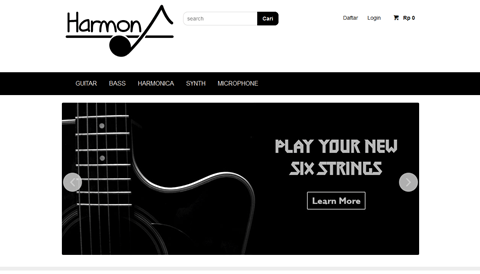 Harmon
search
Cari
Daftar
Login
Rp 0
GUITAR
BASS
HARMONICA
SYNTH
MICROPHONE
PLAY YOUR NEW
SIX STRINGS
Learn More